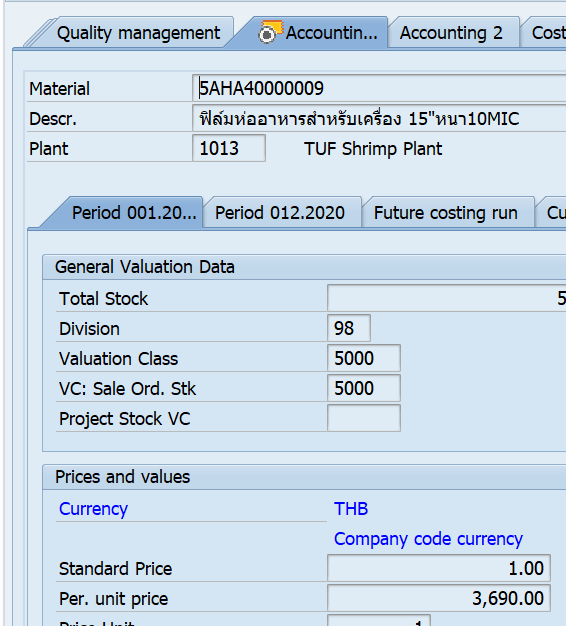 Quality management Accountin... Accounting 2 Cost
Material 5AHA40000009
Descr. ฟิล์มห่ออาหารสำหรับเครื่อง 15"หนา10MIC
Plant 1013 TUF Shrimp Plant
Period 001.20... Period 012.2020 Future costing run Cu
General Valuation Data
Total Stock 5
Division 98
Valuation Class 5000
VC: Sale Ord. Stk 5000
Project Stock VC
Prices and values
Currency THB
Company code currency
Standard Price 1.00
Per. unit price 3,690.00
Price Unit 1